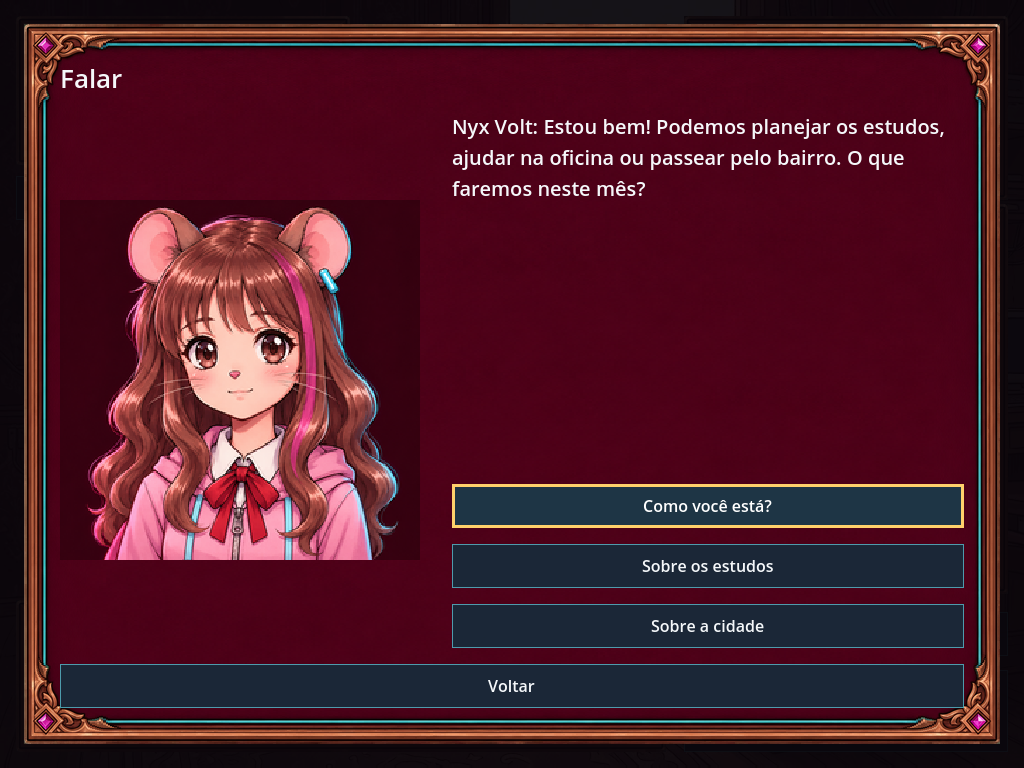 Falar
Nyx Volt: Estou bem! Podemos planejar os estudos,
ajudar na oficina ou passear pelo bairro. O que
faremos neste mês?
Como você está?
Sobre os estudos
Sobre a cidade
Voltar